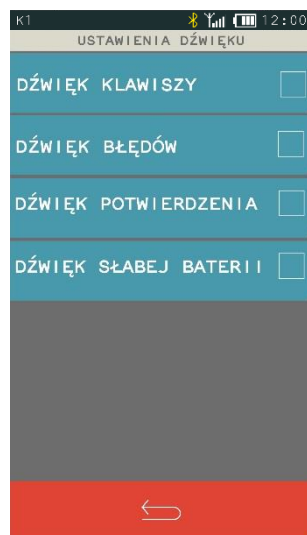 K1 12:00
USTAWIENIA DŹWIĘKU
DŹWIĘK KLAWISZY
DŹWIĘK BŁĘDÓW
DŹWIĘK POTWIERDZENIA
DŹWIĘK SŁABEJ BATERII